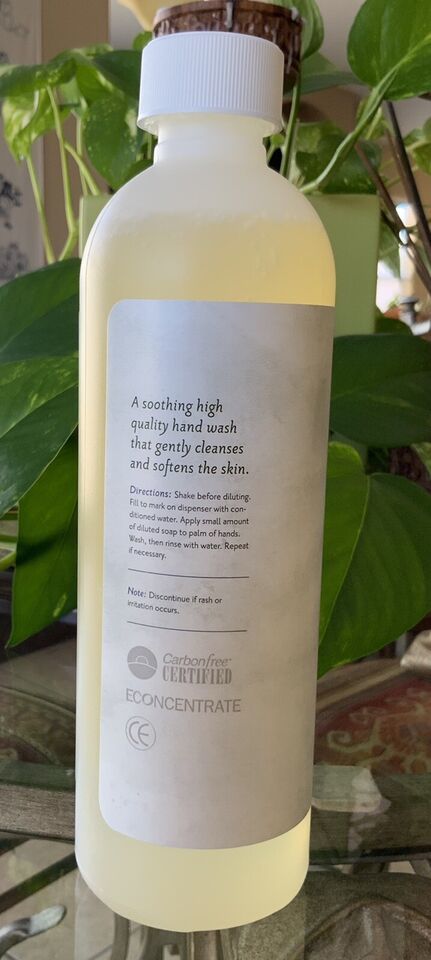 A soothing high
quality hand wash
that gently cleanses
and softens the skin.
Directions: Shake before diluting.
Fill to mark on dispenser with con-
ditioned water. Apply small amount
of diluted soap to palm of hands.
Wash, then rinse with water. Repeat
if necessary.
Note: Discontinue if rash or
irritation occurs.
Carbonfree™
CERTIFIED
ECONCENTRATE
CE